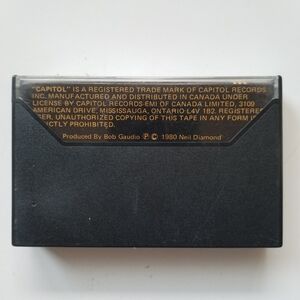 "CAPITOL" IS A REGISTERED TRADE MARK OF CAPITOL RECORDS
INC. MANUFACTURED AND DISTRIBUTED IN CANADA UNDER
LICENSE BY CAPITOL RECORDS-EMI OF CANADA LIMITED, 3109
AMERICAN DRIVE, MISSISSAUGA, ONTARIO L4V 1B2. REGISTERED
USER, UNAUTHORIZED COPYING OF THIS TAPE IN ANY FORM IS
STRICTLY PROHIBITED.
Produced By Bob Gaudio ℗ © 1980 Neil Diamond